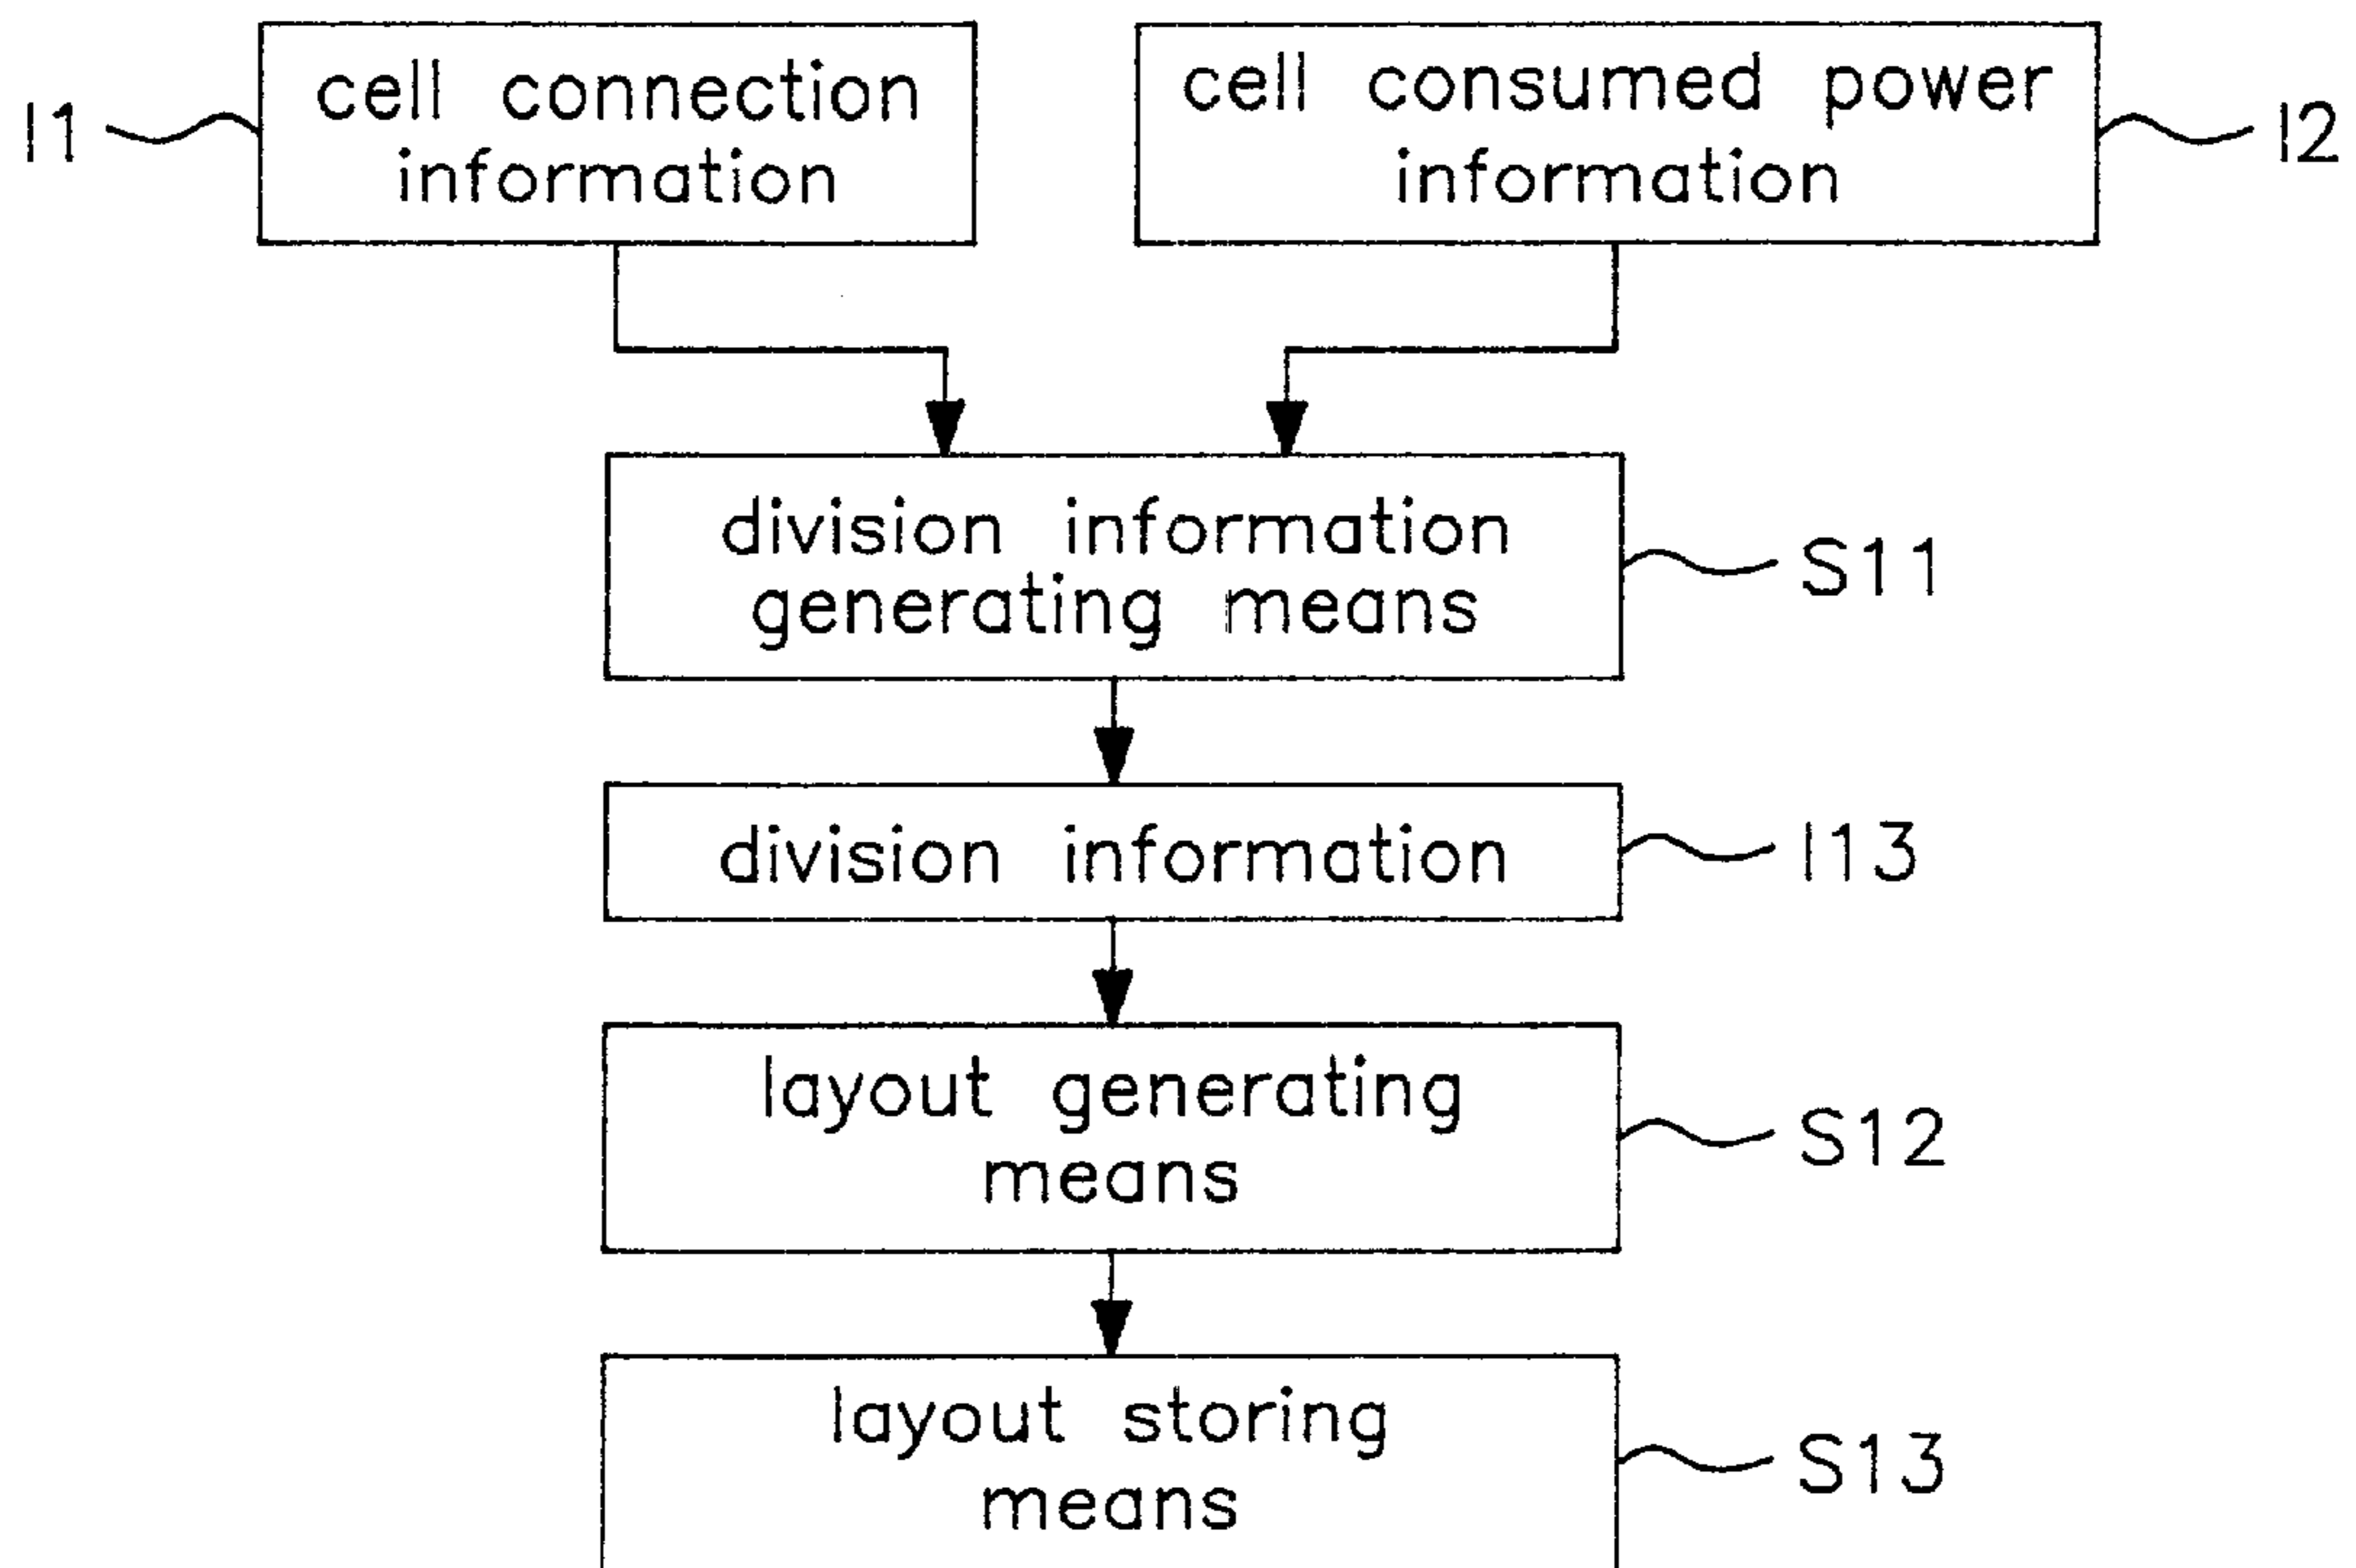 I1
cell connection
information
cell consumed power
information
I2
division information
generating means
S11
division information
I13
layout generating
means
S12
layout storing
means
S13